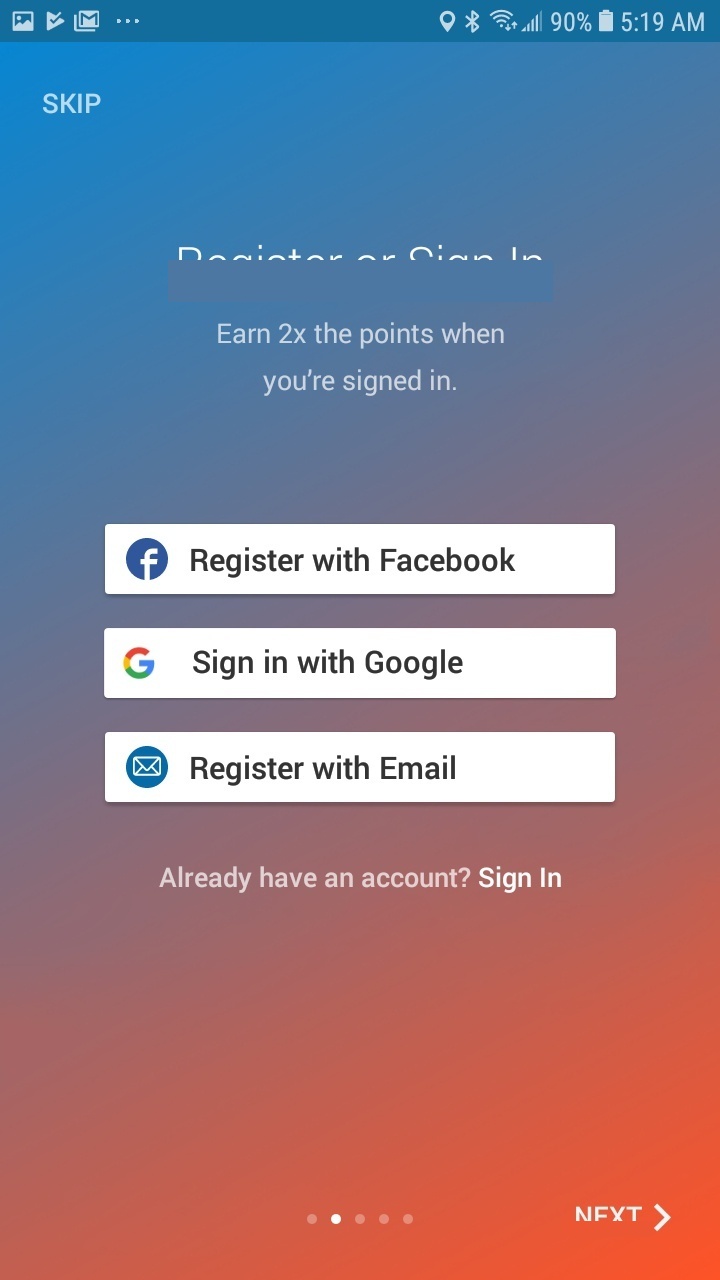 90% 5:19 AM
SKIP
Register or Sign In
Earn 2x the points when
you're signed in.
Register with Facebook
Sign in with Google
Register with Email
Already have an account? Sign In
NEXT